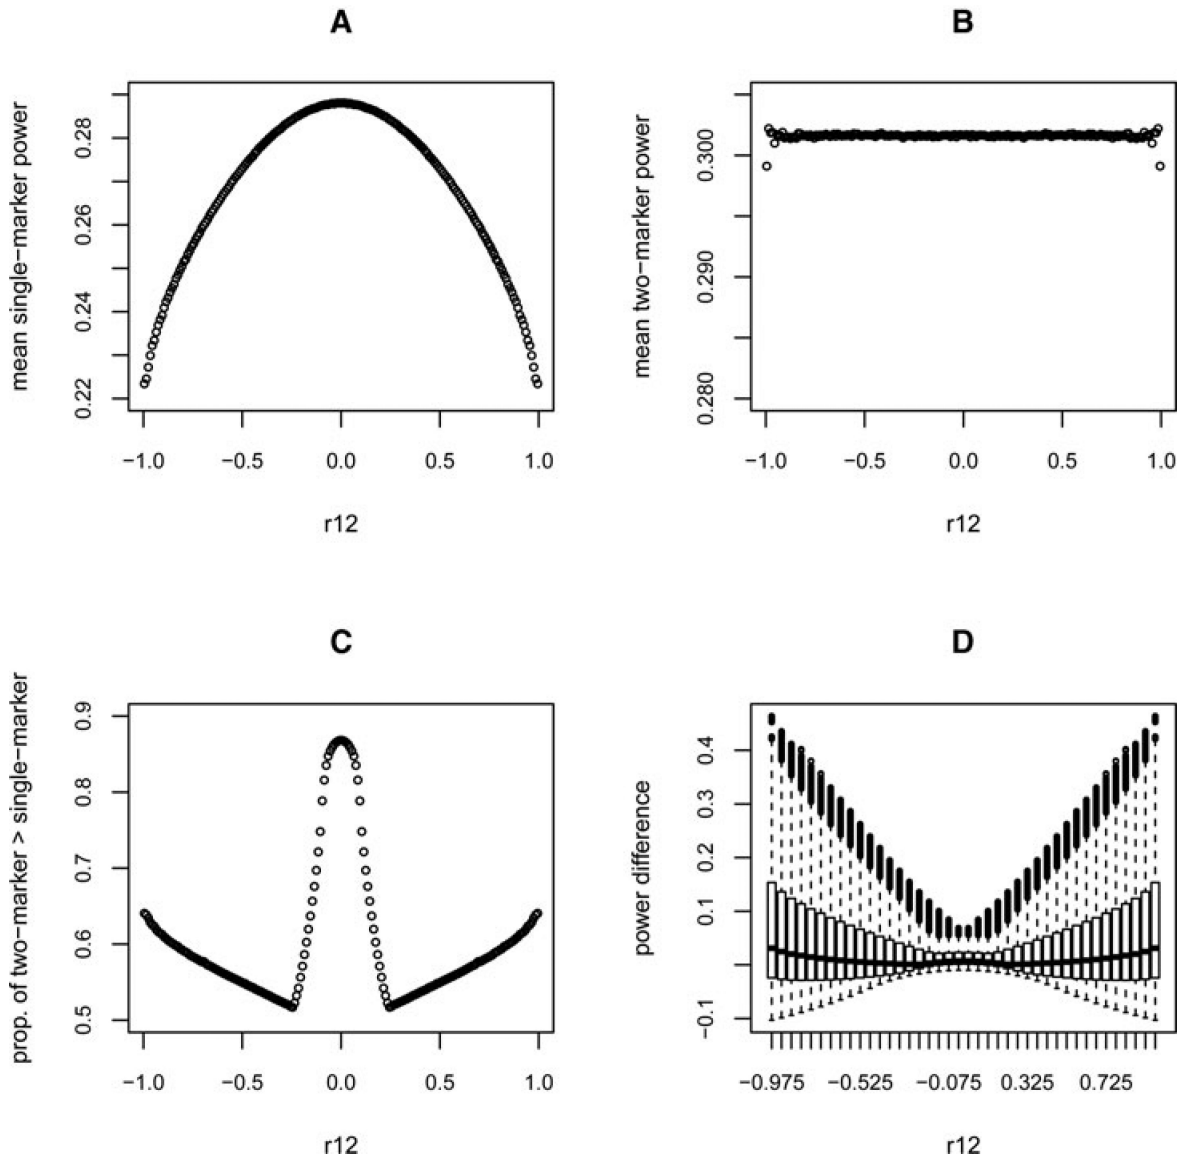 A
mean single−marker power
0.28
0.26
0.24
0.22
−1.0 −0.5 0.0 0.5 1.0
r12
B
mean two−marker power
0.300
0.290
0.280
−1.0 −0.5 0.0 0.5 1.0
r12
C
prop. of two−marker > single−marker
0.9
0.8
0.7
0.6
0.5
−1.0 −0.5 0.0 0.5 1.0
r12
D
power difference
0.4
0.3
0.2
0.1
−0.1
−0.975 −0.525 −0.075 0.325 0.725
r12